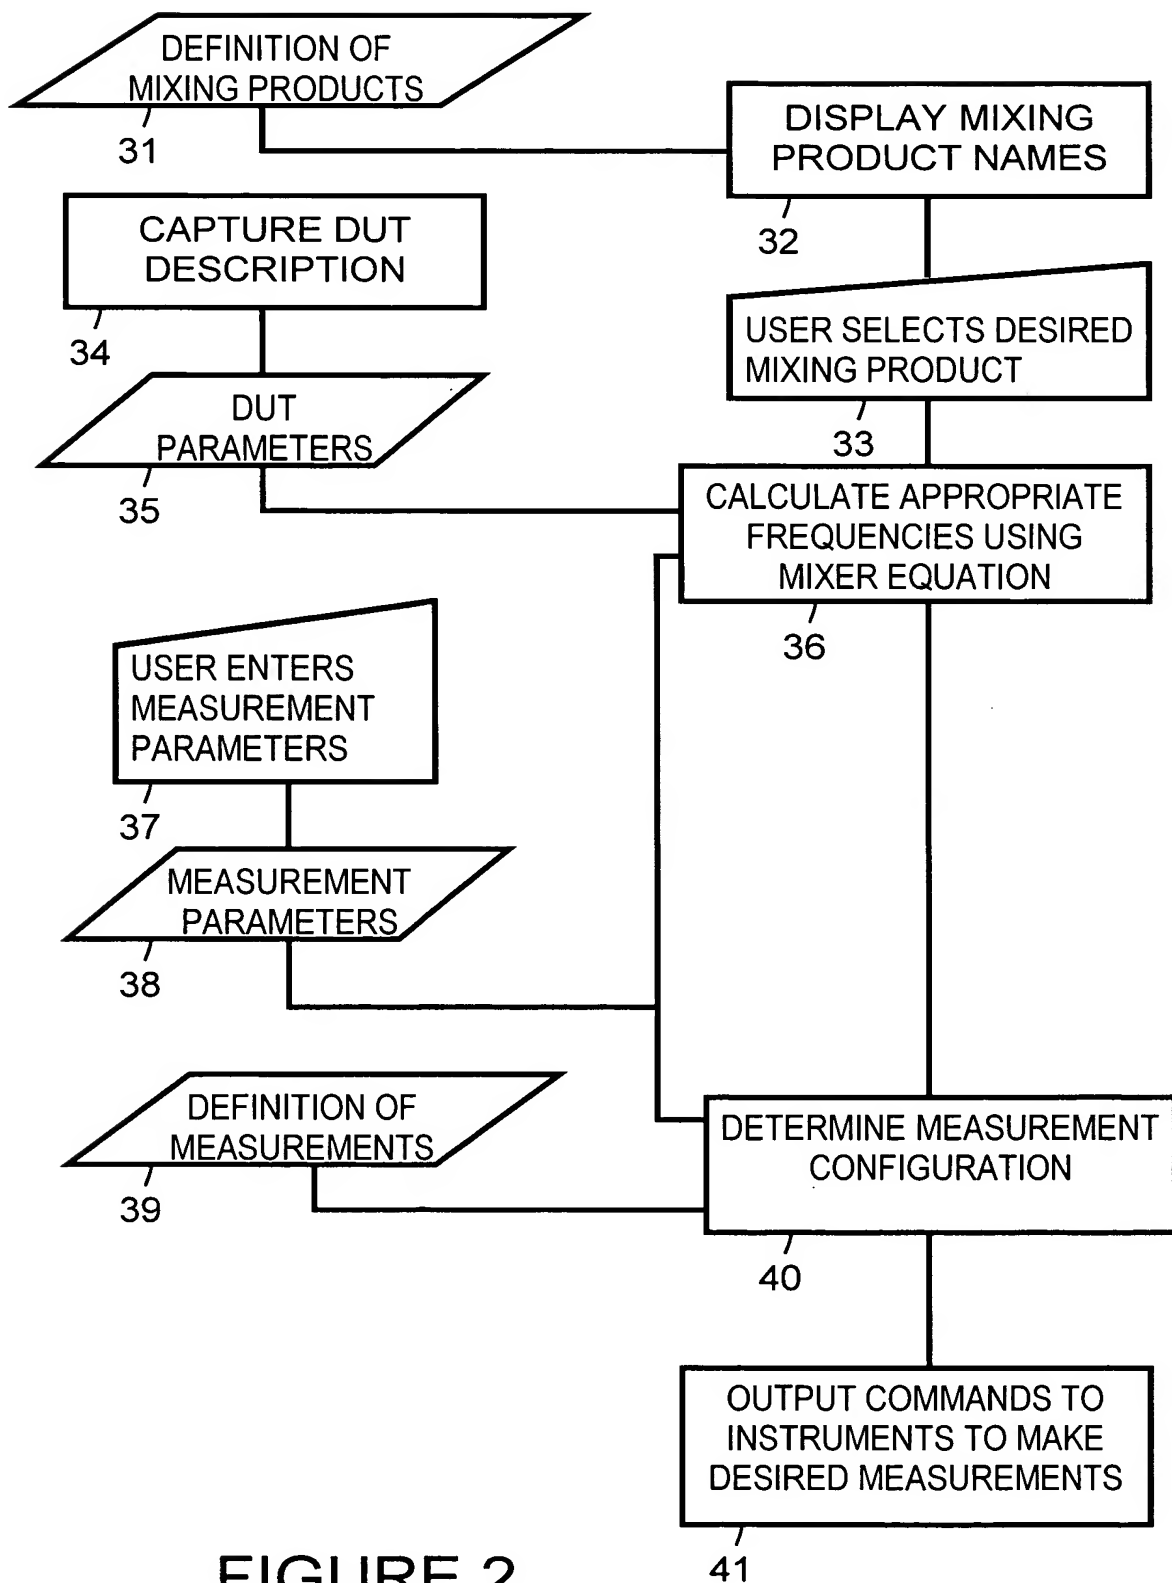 DEFINITION OF
MIXING PRODUCTS
31
DISPLAY MIXING
PRODUCT NAMES
32
CAPTURE DUT
DESCRIPTION
34
USER SELECTS DESIRED
MIXING PRODUCT
33
DUT
PARAMETERS
35
CALCULATE APPROPRIATE
FREQUENCIES USING
MIXER EQUATION
36
USER ENTERS
MEASUREMENT
PARAMETERS
37
MEASUREMENT
PARAMETERS
38
DEFINITION OF
MEASUREMENTS
39
DETERMINE MEASUREMENT
CONFIGURATION
40
OUTPUT COMMANDS TO
INSTRUMENTS TO MAKE
DESIRED MEASUREMENTS
41
FIGURE 2